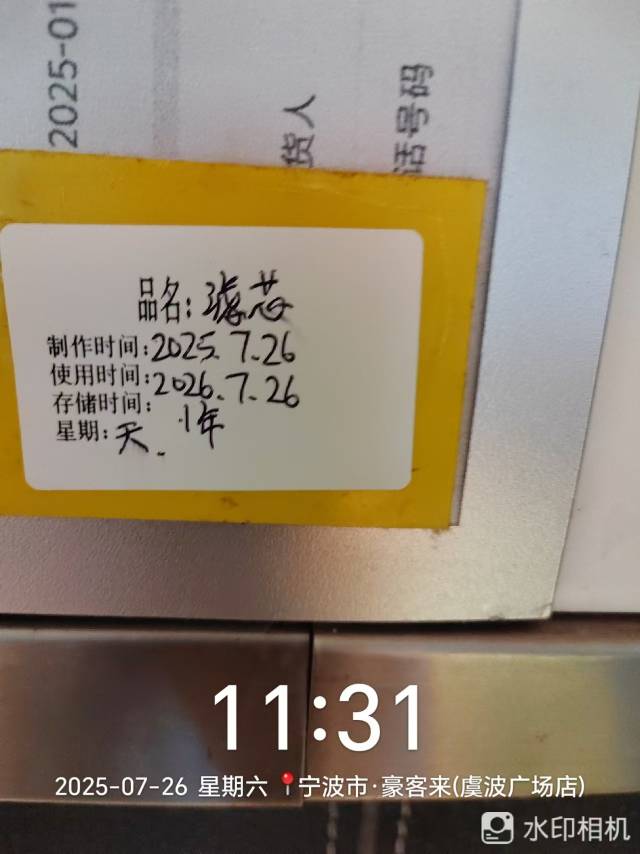 2025-01
货人
话号码
品名: 滤芯
制作时间: 2025.7.26
使用时间: 2026.7.26
存储时间: 1年
星期: 天.
11:31
2025-07-26 星期六 宁波市·豪客来(虞波广场店)
水印相机